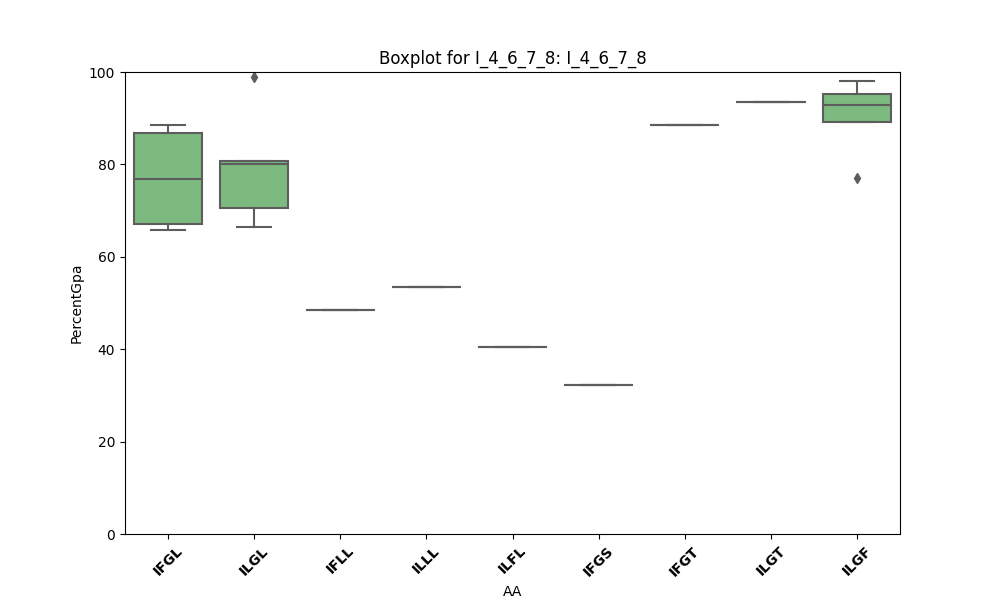 Boxplot for I_4_6_7_8: I_4_6_7_8
100
80
60
40
20
0
PercentGpa
IFGL ILGL IFLL ILLL ILFL IFGS IFGT ILGT ILGF
AA